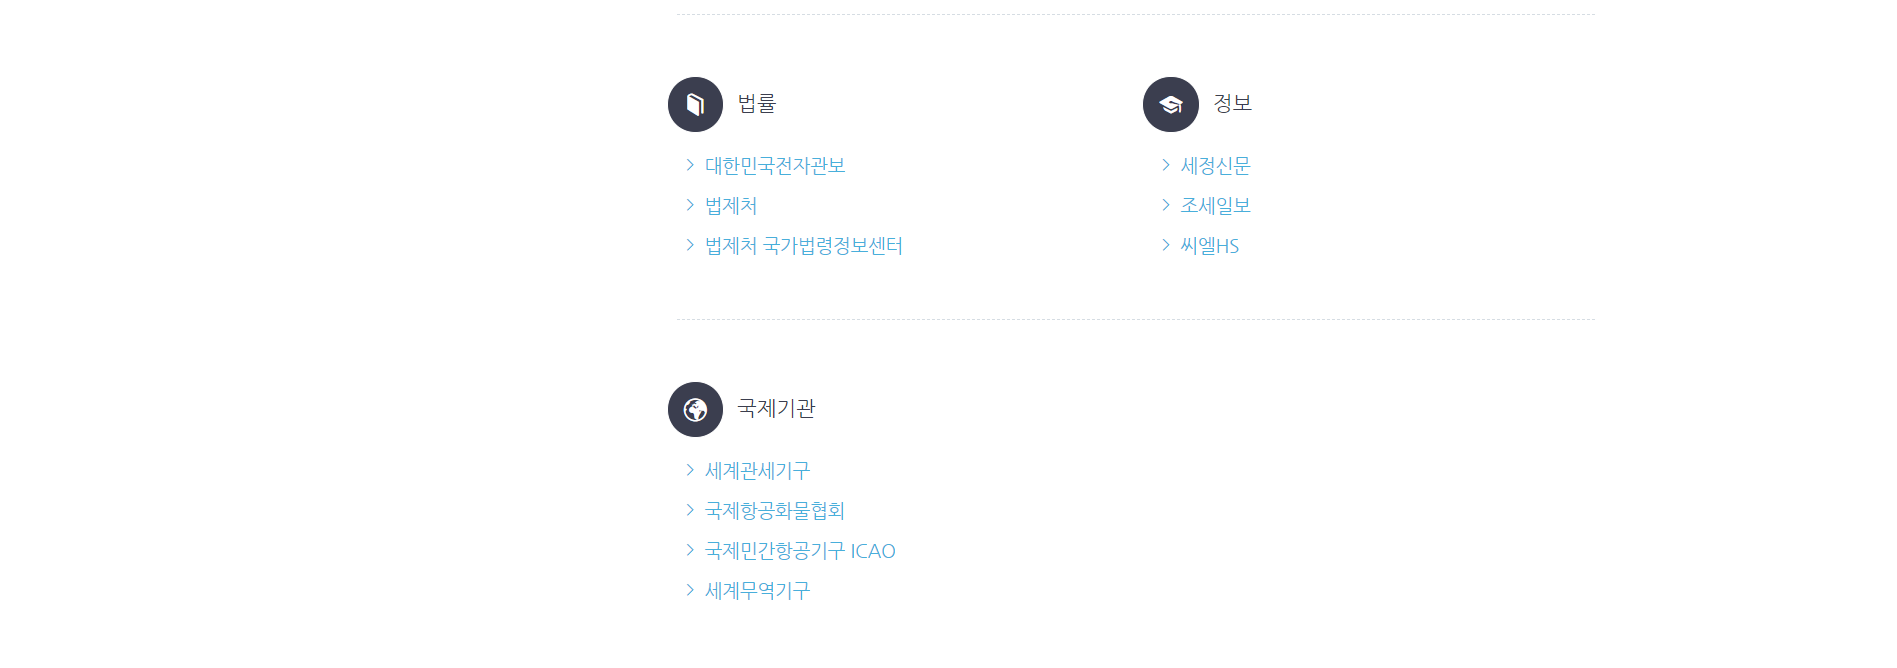 법률
대한민국전자관보
법제처
법제처 국가법령정보센터
정보
세정신문
조세일보
씨엘HS
국제기관
세계관세기구
국제항공화물협회
국제민간항공기구 ICAO
세계무역기구